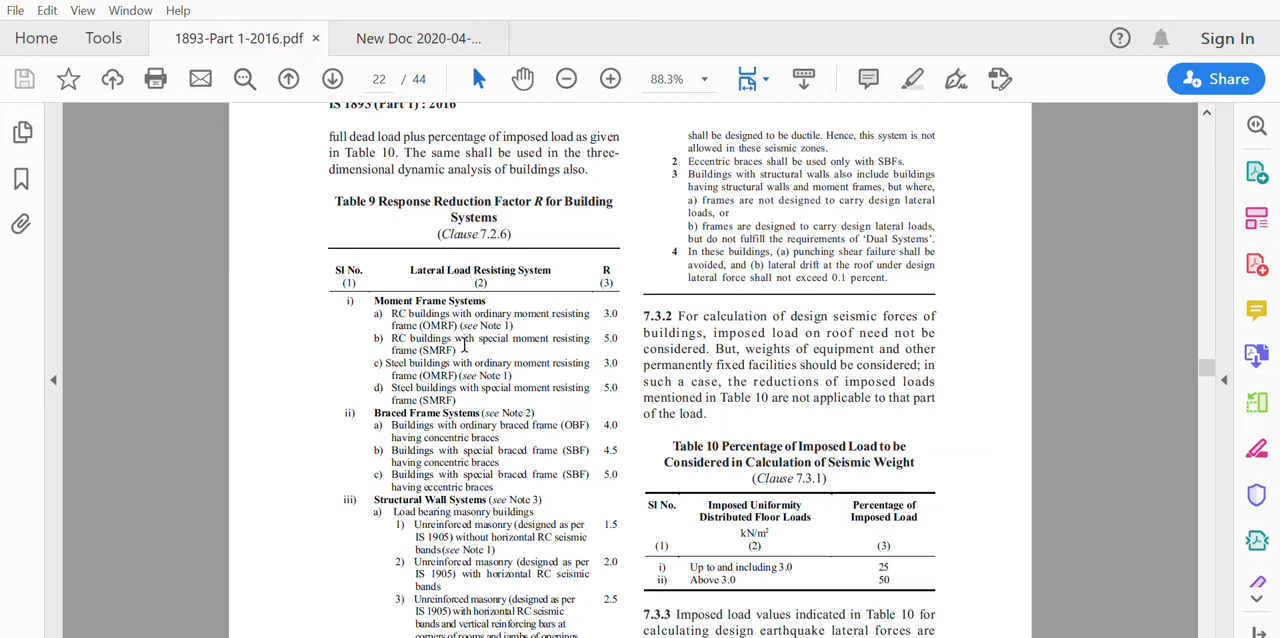 File Edit View Window Help
Home Tools 1893-Part 1-2016.pdf × New Doc 2020-04-... Sign In
22 / 44 88.3% Share
IS 1893 (Part 1) : 2016
full dead load plus percentage of imposed load as given
in Table 10. The same shall be used in the three-
dimensional dynamic analysis of buildings also.
Table 9 Response Reduction Factor R for Building
Systems
(Clause 7.2.6)
Sl No. Lateral Load Resisting System R
(1) (2) (3)
i) Moment Frame Systems
a) RC buildings with ordinary moment resisting 3.0
frame (OMRF) (see Note 1)
b) RC buildings with special moment resisting 5.0
frame (SMRF)
c) Steel buildings with ordinary moment resisting 3.0
frame (OMRF) (see Note 1)
d) Steel buildings with special moment resisting 5.0
frame (SMRF)
ii) Braced Frame Systems (see Note 2)
a) Buildings with ordinary braced frame (OBF) 4.0
having concentric braces
b) Buildings with special braced frame (SBF) 4.5
having concentric braces
c) Buildings with special braced frame (SBF) 5.0
having eccentric braces
iii) Structural Wall Systems (see Note 3)
a) Load bearing masonry buildings
1) Unreinforced masonry (designed as per 1.5
IS 1905) without horizontal RC seismic
bands (see Note 1)
2) Unreinforced masonry (designed as per 2.0
IS 1905) with horizontal RC seismic
bands
3) Unreinforced masonry (designed as per 2.5
IS 1905) with horizontal RC seismic
bands and vertical reinforcing bars at
corners of rooms and jambs of openings
shall be designed to be ductile. Hence, this system is not
allowed in these seismic zones.
2 Eccentric braces shall be used only with SBFs.
3 Buildings with structural walls also include buildings
having structural walls and moment frames, but where,
a) frames are not designed to carry design lateral
loads, or
b) frames are designed to carry design lateral loads,
but do not fulfill the requirements of ‘Dual Systems’.
4 In these buildings, (a) punching shear failure shall be
avoided, and (b) lateral drift at the roof under design
lateral force shall not exceed 0.1 percent.
7.3.2 For calculation of design seismic forces of
buildings, imposed load on roof need not be
considered. But, weights of equipment and other
permanently fixed facilities should be considered; in
such a case, the reductions of imposed loads
mentioned in Table 10 are not applicable to that part
of the load.
Table 10 Percentage of Imposed Load to be
Considered in Calculation of Seismic Weight
(Clause 7.3.1)
Sl No. Imposed Uniformity Percentage of
Distributed Floor Loads Imposed Load
kN/m²
(1) (2) (3)
i) Up to and including 3.0 25
ii) Above 3.0 50
7.3.3 Imposed load values indicated in Table 10 for
calculating design earthquake lateral forces are